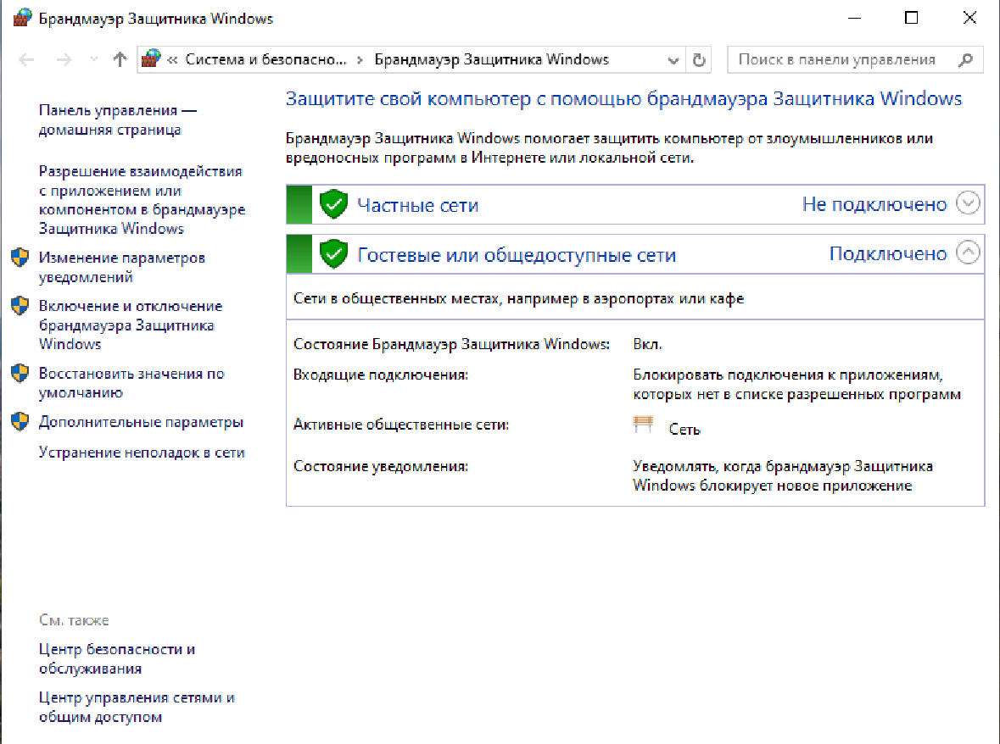 Брандмауэр Защитника Windows
« Система и безопасно... › Брандмауэр Защитника Windows
Поиск в панели управления
Панель управления —
домашняя страница
Разрешение взаимодействия
с приложением или
компонентом в брандмауэре
Защитника Windows
Изменение параметров
уведомлений
Включение и отключение
брандмауэра Защитника
Windows
Восстановить значения по
умолчанию
Дополнительные параметры
Устранение неполадок в сети
См. также
Центр безопасности и
обслуживания
Центр управления сетями и
общим доступом
Защитите свой компьютер с помощью брандмауэра Защитника Windows
Брандмауэр Защитника Windows помогает защитить компьютер от злоумышленников или
вредоносных программ в Интернете или локальной сети.
Частные сети Не подключено
Гостевые или общедоступные сети Подключено
Сети в общественных местах, например в аэропортах или кафе
Состояние Брандмауэр Защитника Windows: Вкл.
Входящие подключения: Блокировать подключения к приложениям,
которых нет в списке разрешенных программ
Активные общественные сети: Сеть
Состояние уведомления: Уведомлять, когда брандмауэр Защитника
Windows блокирует новое приложение